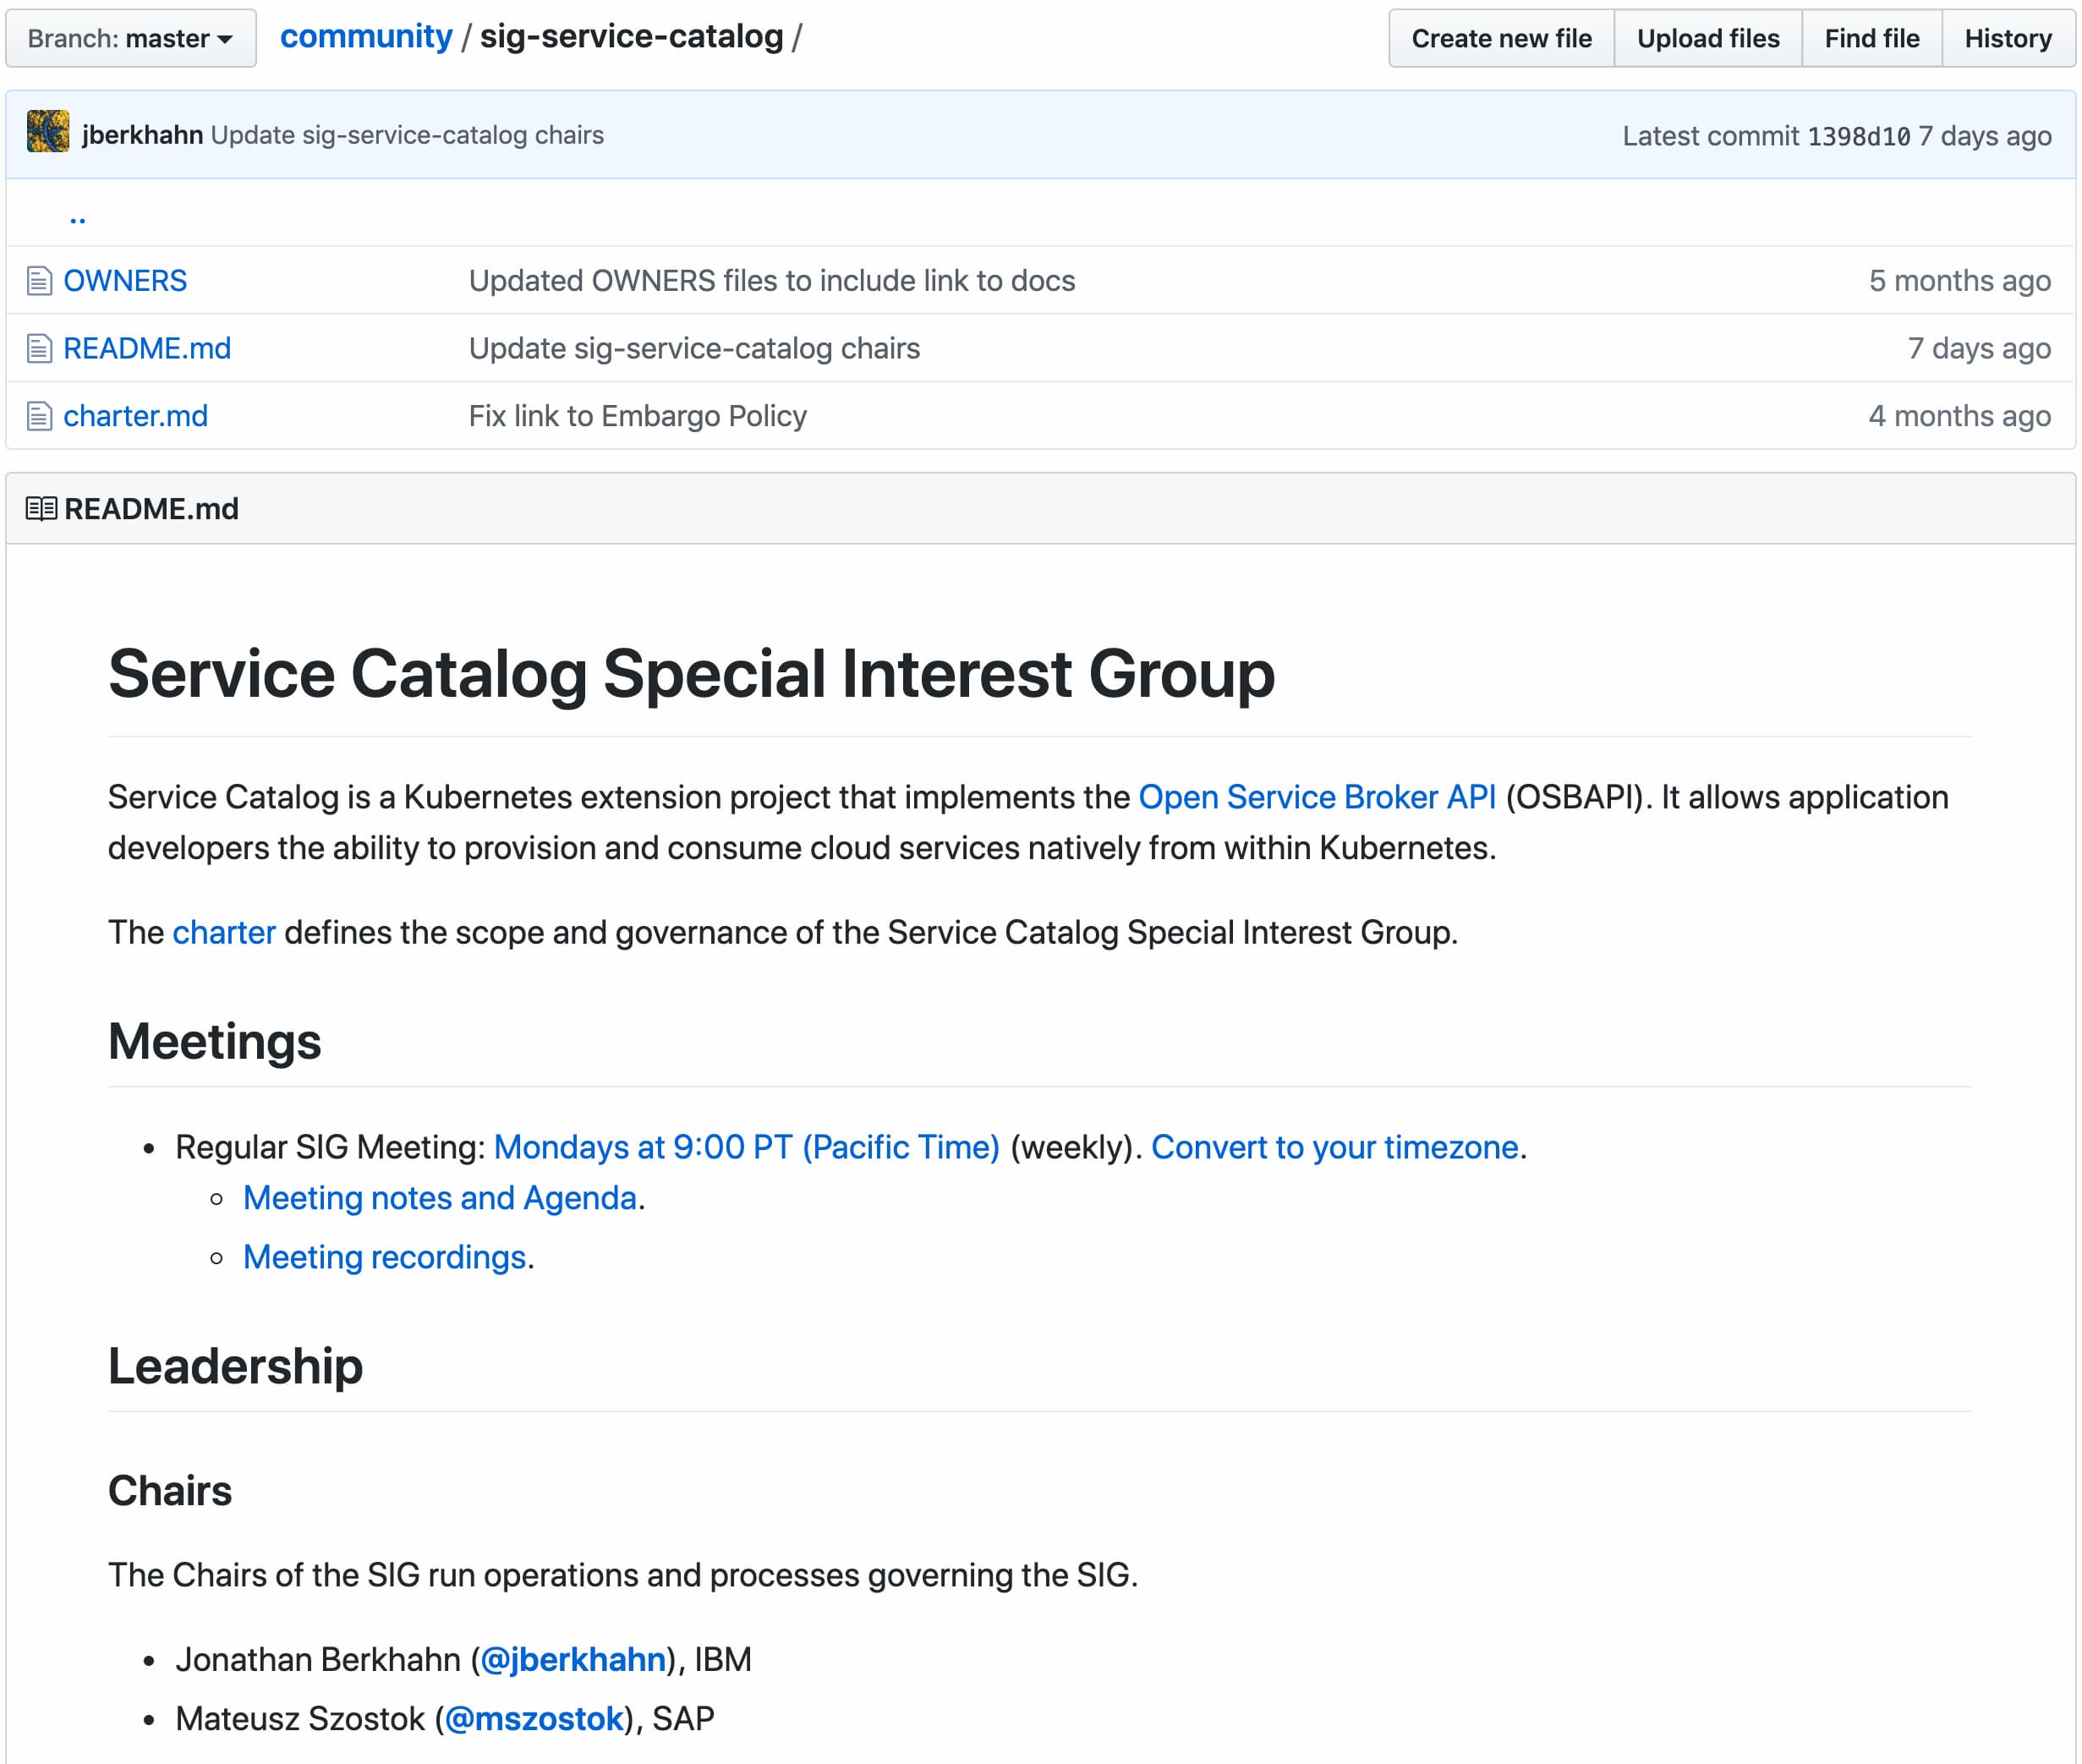 Branch: master
community / sig-service-catalog /
Create new file
Upload files
Find file
History
jberkhahn Update sig-service-catalog chairs
Latest commit 1398d10 7 days ago
..
OWNERS Updated OWNERS files to include link to docs 5 months ago
README.md Update sig-service-catalog chairs 7 days ago
charter.md Fix link to Embargo Policy 4 months ago
README.md
Service Catalog Special Interest Group
Service Catalog is a Kubernetes extension project that implements the Open Service Broker API (OSBAPI). It allows application
developers the ability to provision and consume cloud services natively from within Kubernetes.
The charter defines the scope and governance of the Service Catalog Special Interest Group.
Meetings
• Regular SIG Meeting: Mondays at 9:00 PT (Pacific Time) (weekly). Convert to your timezone.
◦ Meeting notes and Agenda.
◦ Meeting recordings.
Leadership
Chairs
The Chairs of the SIG run operations and processes governing the SIG.
• Jonathan Berkhahn (@jberkhahn), IBM
• Mateusz Szostok (@mszostok), SAP